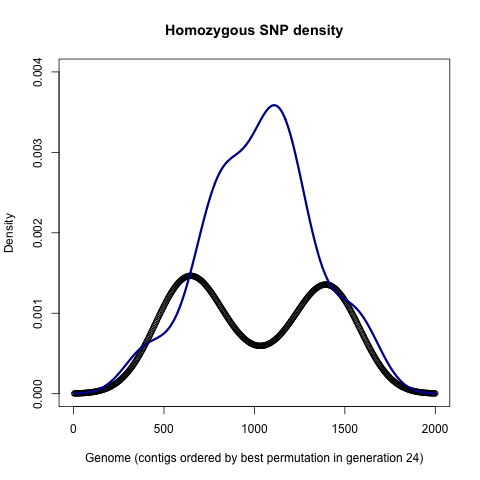 Homozygous SNP density
0.004
0.003
0.002
0.001
0.000
Density
0 500 1000 1500 2000
Genome (contigs ordered by best permutation in generation 24)